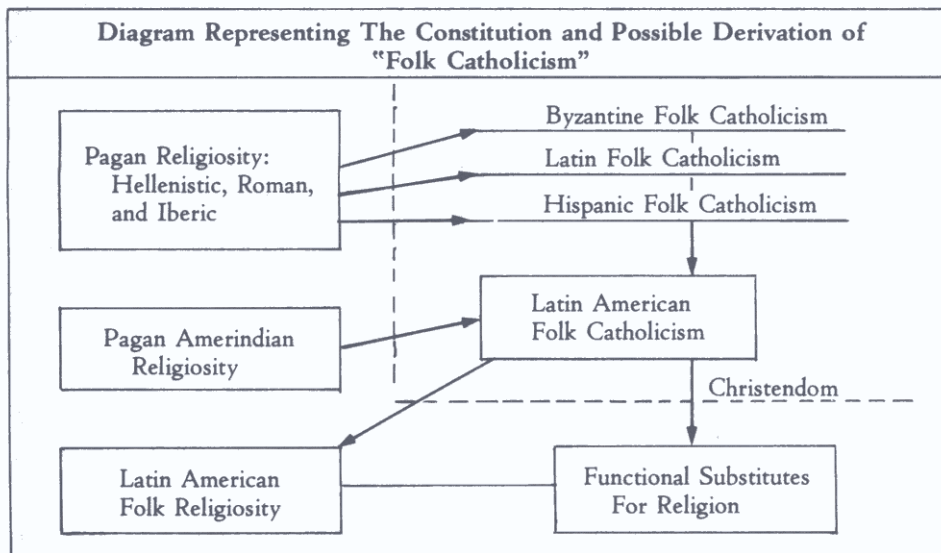 Diagram Representing The Constitution and Possible Derivation of
“Folk Catholicism”
Pagan Religiosity:
Hellenistic, Roman,
and Iberic
Byzantine Folk Catholicism
Latin Folk Catholicism
Hispanic Folk Catholicism
Pagan Amerindian
Religiosity
Latin American
Folk Catholicism
Christendom
Latin American
Folk Religiosity
Functional Substitutes
For Religion